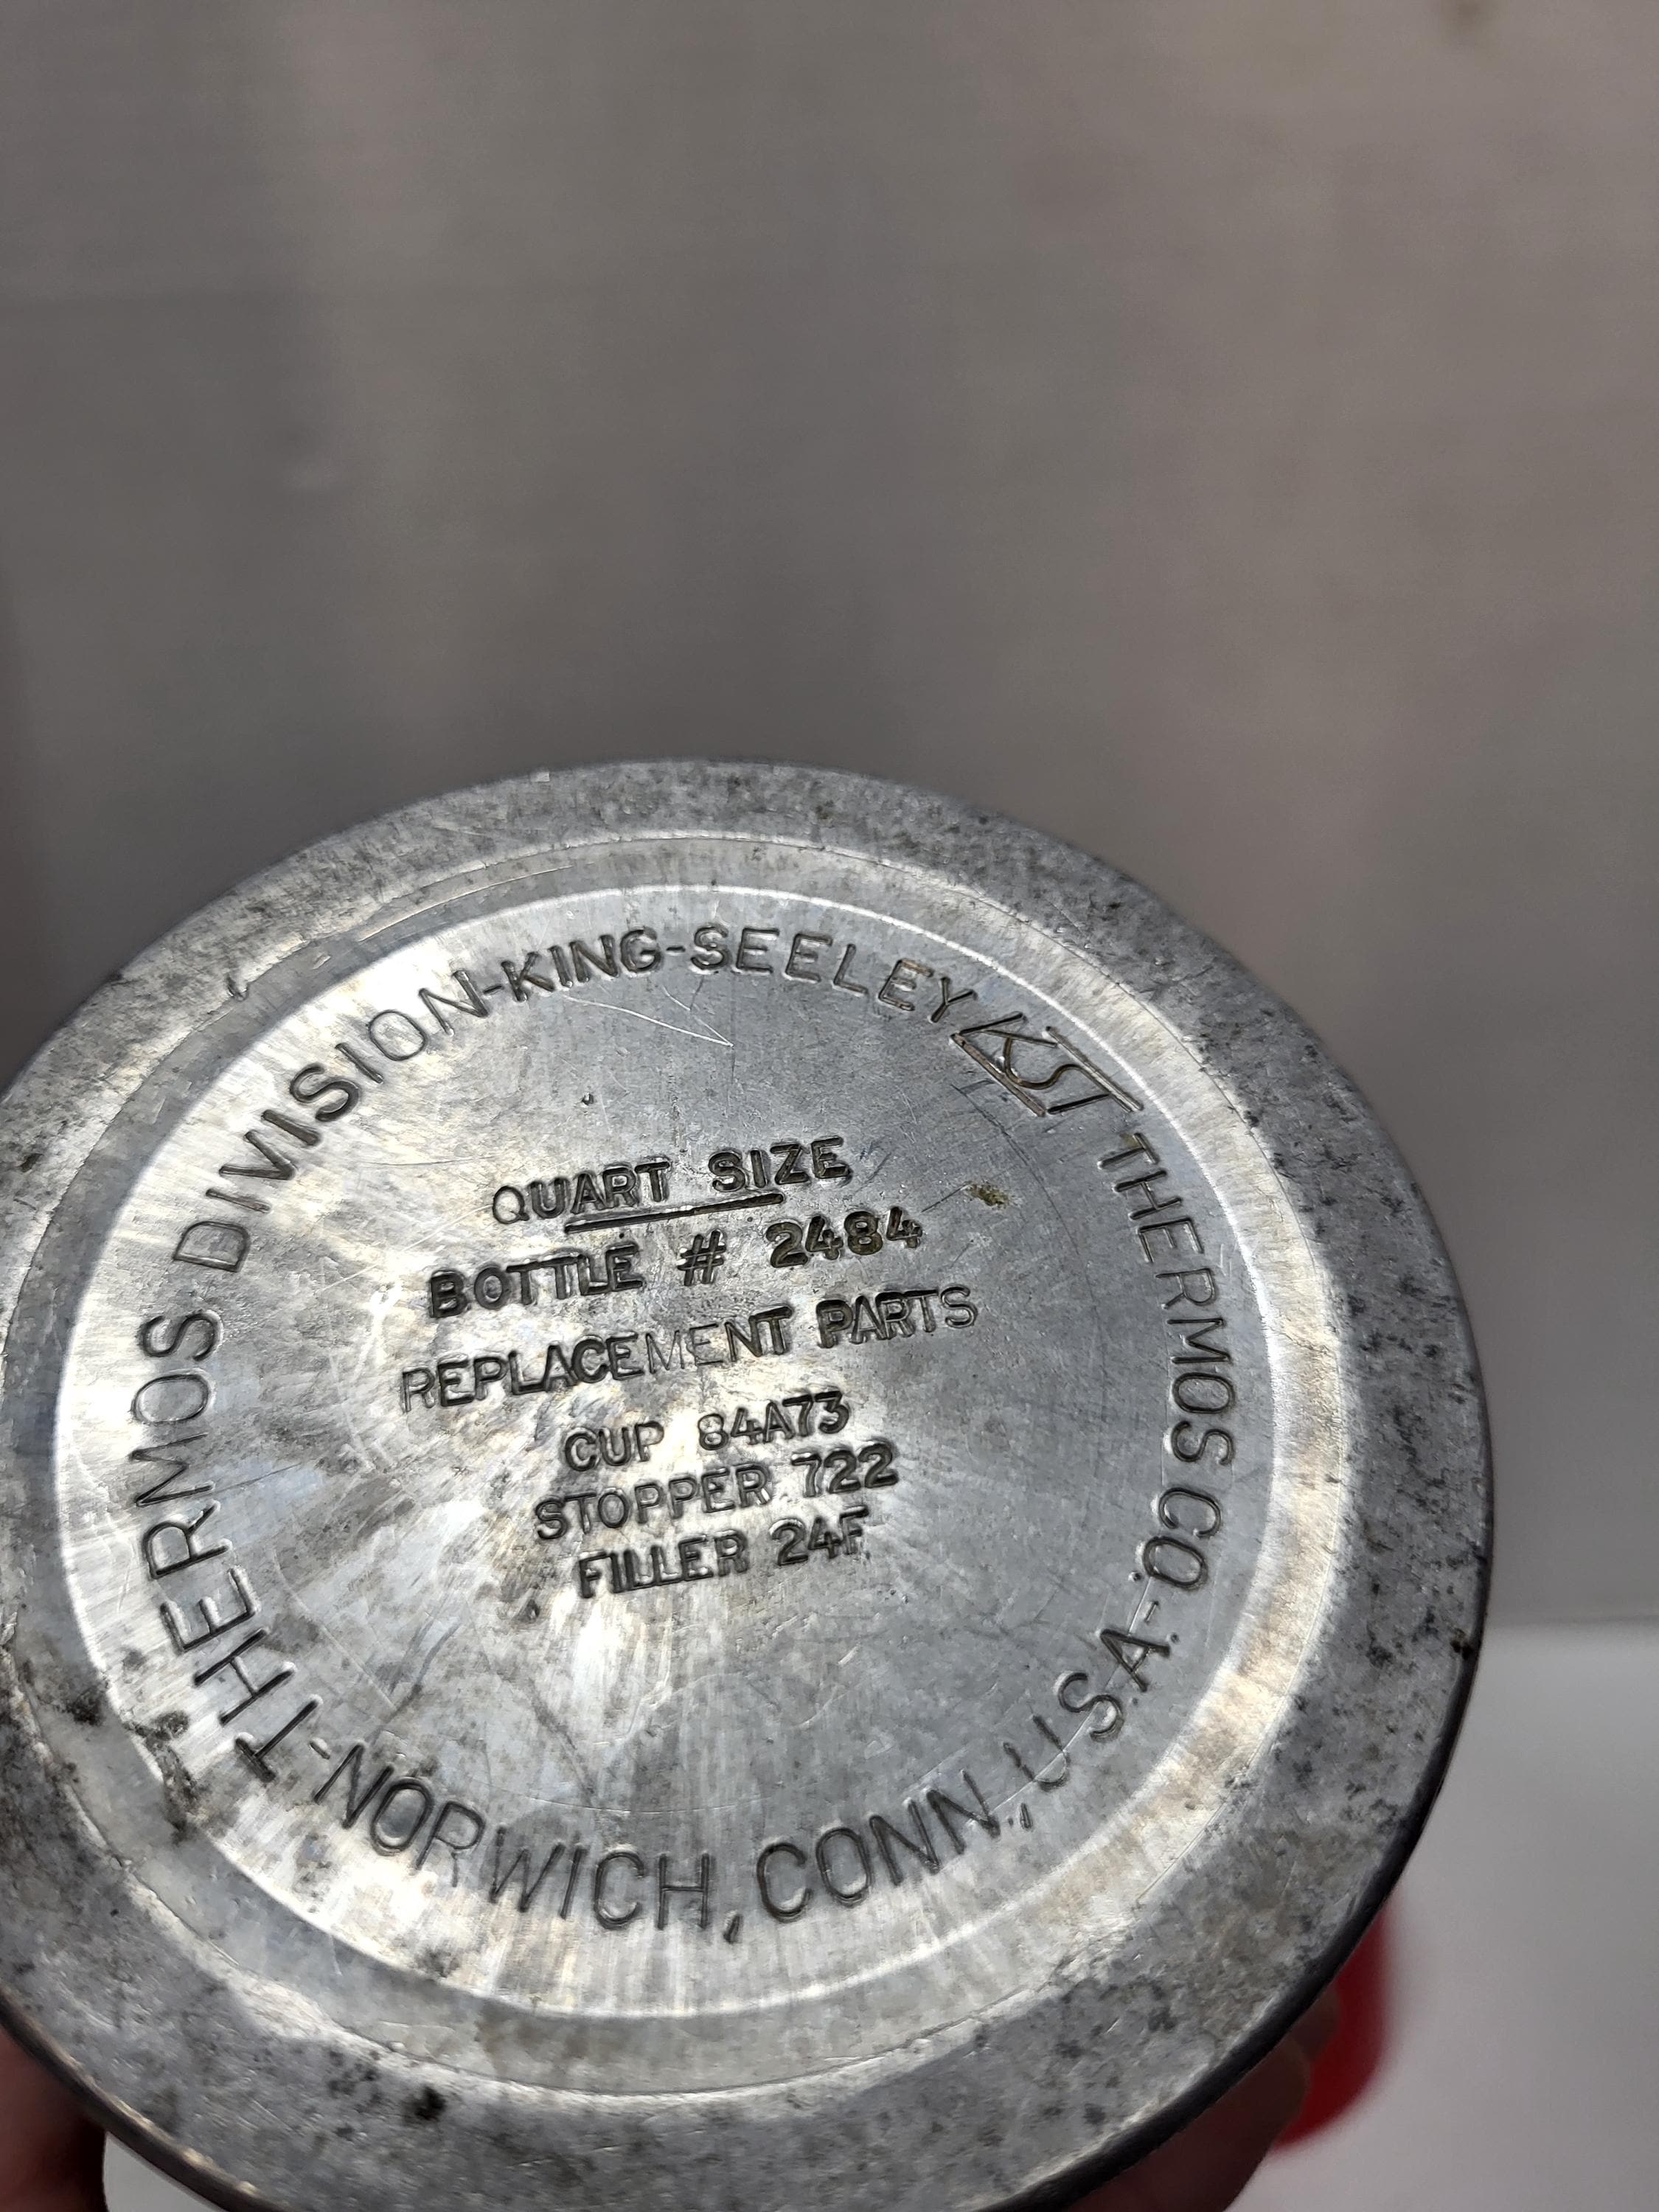 THERMOS DIVISION-KING-SEELEY KST THERMOS CO.
-NORWICH, CONN., U.S.A.-
QUART SIZE
BOTTLE # 2484
REPLACEMENT PARTS
CUP 84A73
STOPPER 722
FILLER 24F